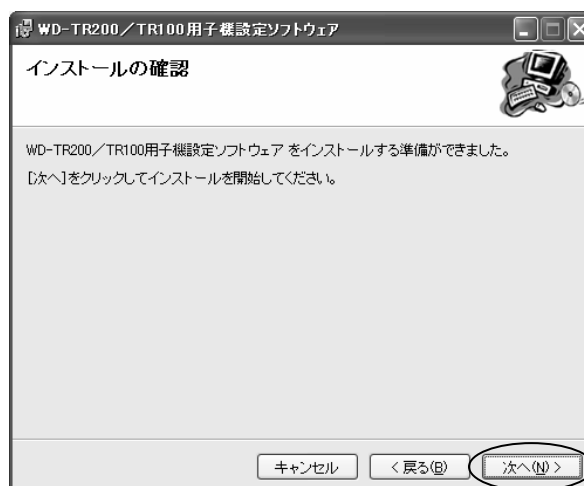 WD-TR200／TR100用子機設定ソフトウェア
インストールの確認
WD-TR200／TR100用子機設定ソフトウェア をインストールする準備ができました。
[次へ]をクリックしてインストールを開始してください。
キャンセル
< 戻る(B)
次へ(N) >